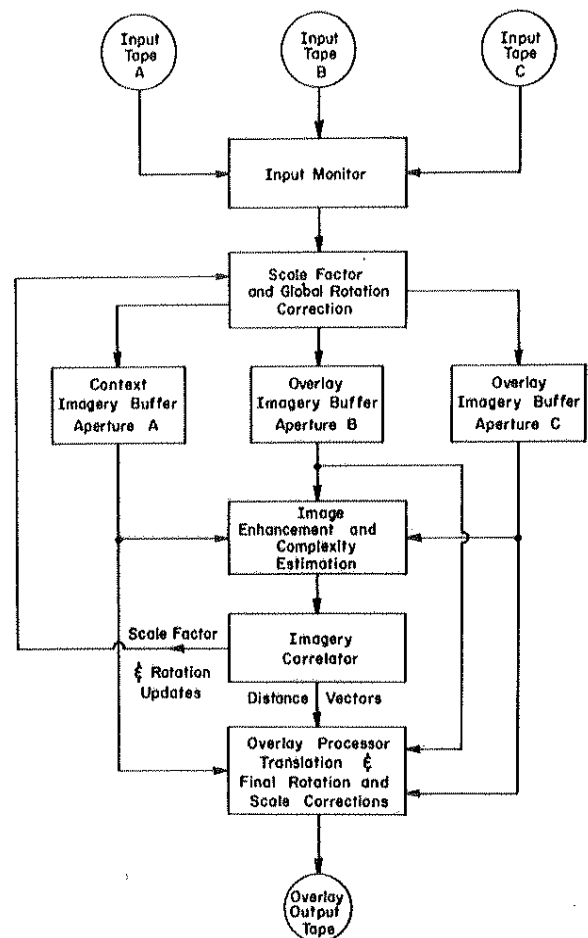 Input
Tape
A
Input
Tape
B
Input
Tape
C
Input Monitor
Scale Factor
and Global Rotation
Correction
Context
Imagery Buffer
Aperture A
Overlay
Imagery Buffer
Aperture B
Overlay
Imagery Buffer
Aperture C
Image
Enhancement and
Complexity
Estimation
Scale Factor
& Rotation
Updates
Imagery
Correlator
Distance Vectors
Overlay Processor
Translation &
Final Rotation and
Scale Corrections
Overlay
Output
Tape